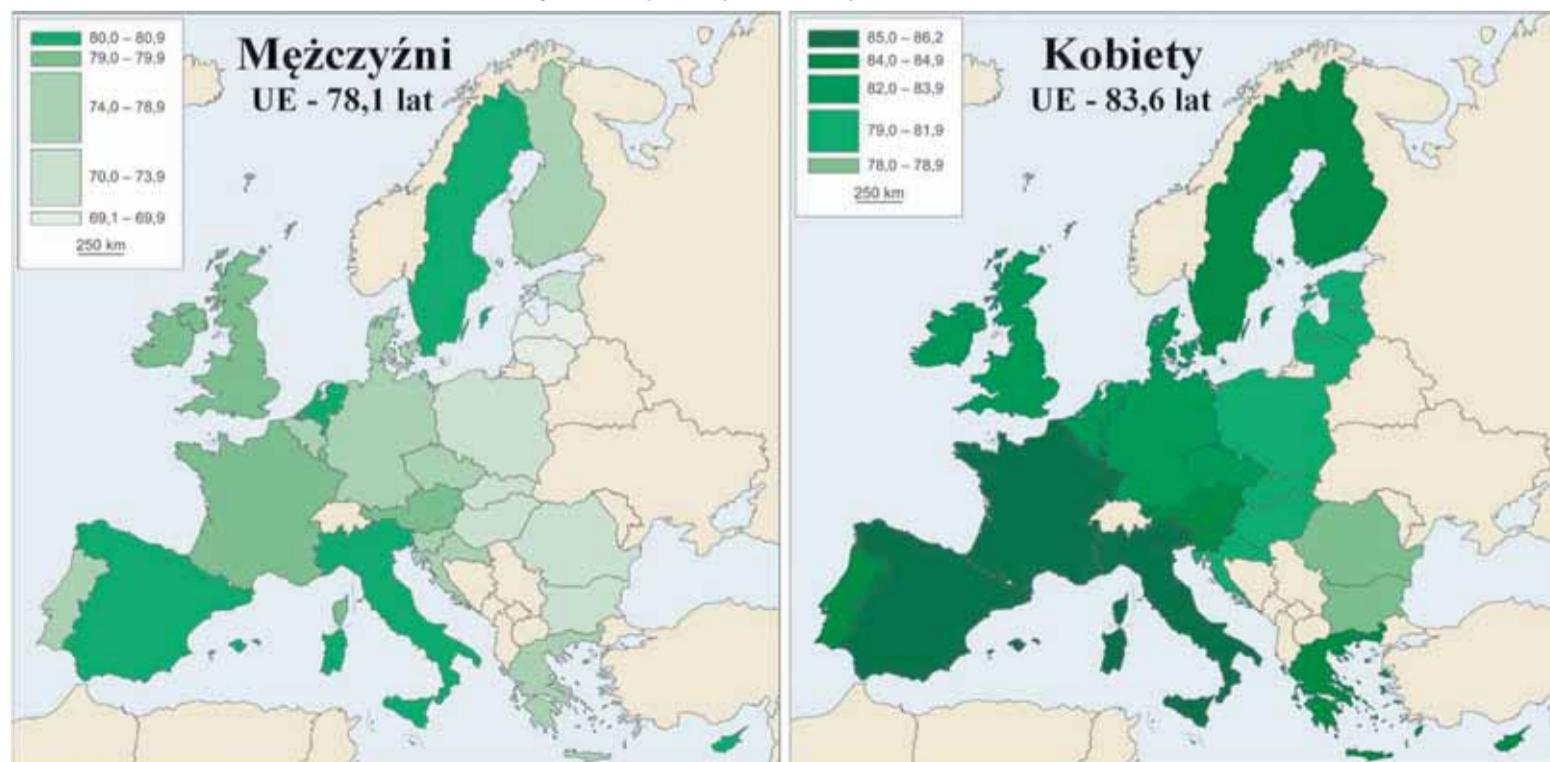 80,0 – 80,9
79,0 – 79,9
74,0 – 78,9
70,0 – 73,9
69,1 – 69,9
250 km
Mężczyźni
UE - 78,1 lat
85,0 – 86,2
84,0 – 84,9
82,0 – 83,9
79,0 – 81,9
78,0 – 78,9
250 km
Kobiety
UE - 83,6 lat